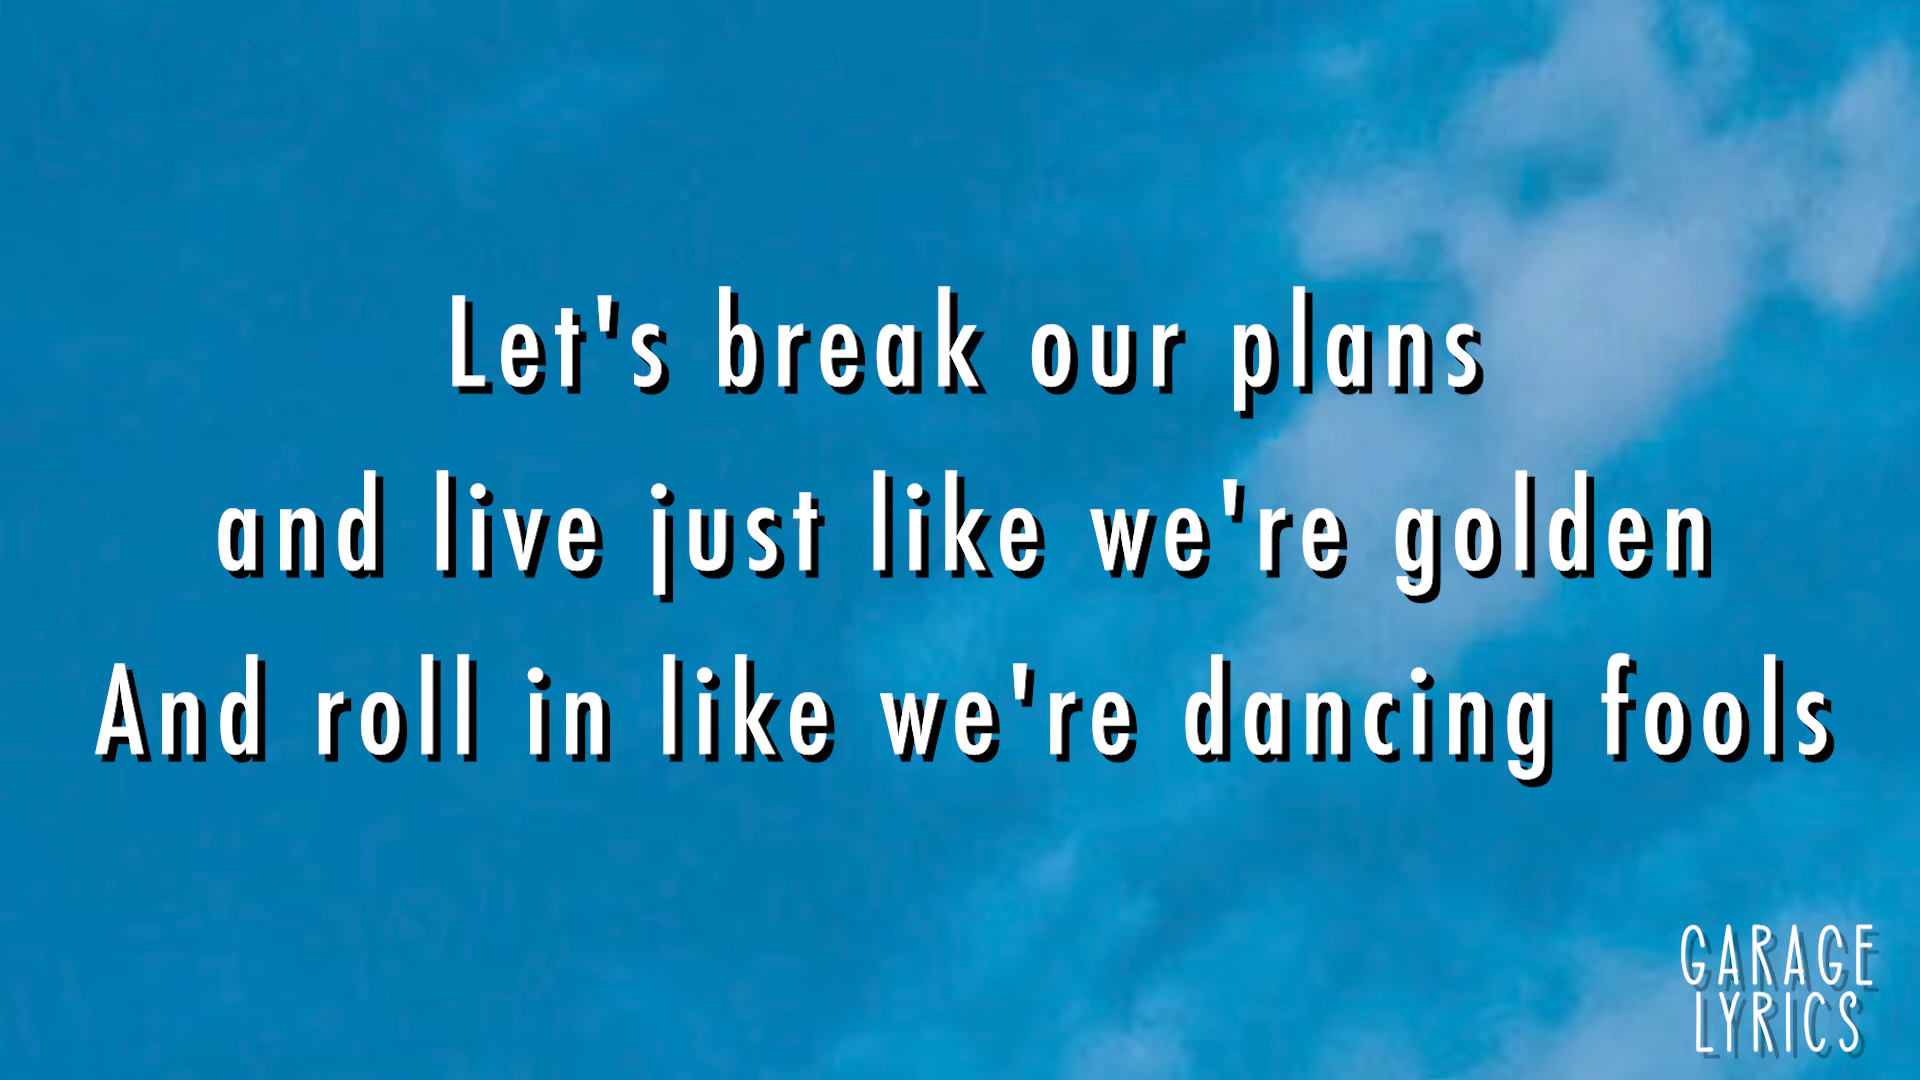 Let's break our plans
and live just like we're golden
And roll in like we're dancing fools
GARAGE
LYRICS